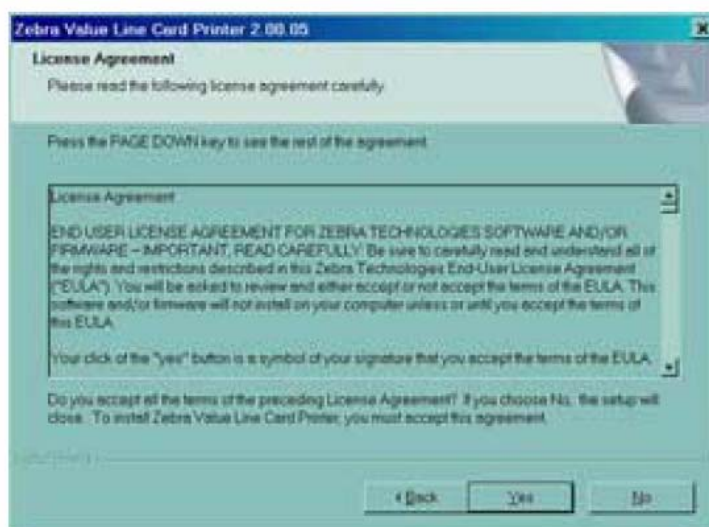 Zebra Value Line Card Printer 2.00.05
License Agreement
Please read the following license agreement carefully.
Press the PAGE DOWN key to see the rest of the agreement.
License Agreement
END USER LICENSE AGREEMENT FOR ZEBRA TECHNOLOGIES SOFTWARE AND/OR
FIRMWARE – IMPORTANT, READ CAREFULLY: Be sure to carefully read and understand all of
the rights and restrictions described in this Zebra Technologies End-User License Agreement
("EULA"). You will be asked to review and either accept or not accept the terms of the EULA. This
software and/or firmware will not install on your computer unless or until you accept the terms of
this EULA.
Your click of the "yes" button is a symbol of your signature that you accept the terms of the EULA.
Do you accept all the terms of the preceding License Agreement? If you choose No, the setup will
close. To install Zebra Value Line Card Printer, you must accept this agreement.
< Back
Yes
No